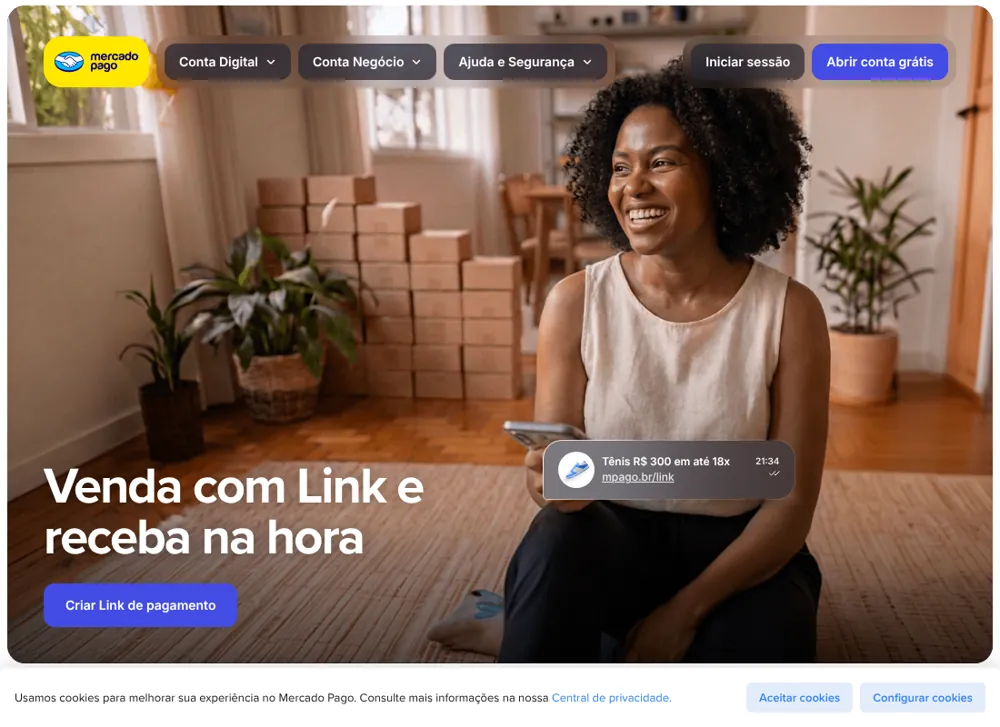 mercado
pago
Conta Digital
Conta Negócio
Ajuda e Segurança
Iniciar sessão
Abrir conta grátis
Tênis R$ 300 em até 18x
21:34
mpago.br/link
Venda com Link e
receba na hora
Criar Link de pagamento
Usamos cookies para melhorar sua experiência no Mercado Pago. Consulte mais informações na nossa Central de privacidade.
Aceitar cookies
Configurar cookies